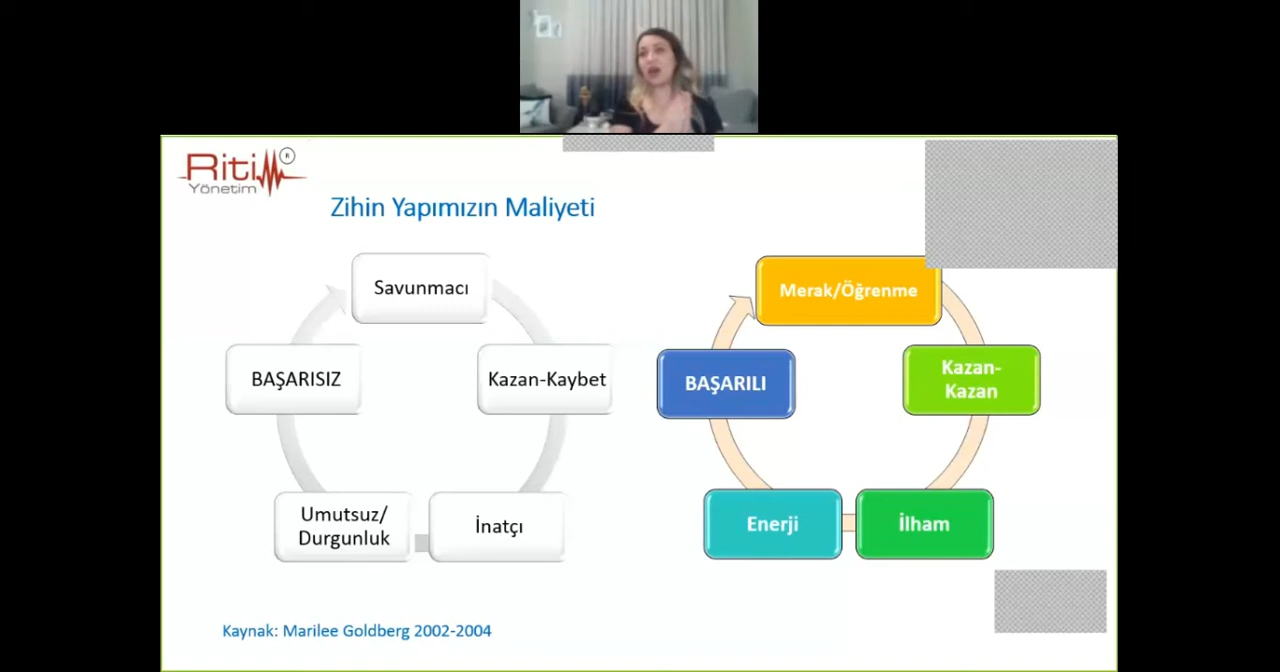 Ritim
®
Yönetim
Zihin Yapımızın Maliyeti
Savunmacı
Kazan-Kaybet
İnatçı
Umutsuz/
Durgunluk
BAŞARISIZ
Merak/Öğrenme
Kazan-
Kazan
İlham
Enerji
BAŞARILI
Kaynak: Marilee Goldberg 2002-2004